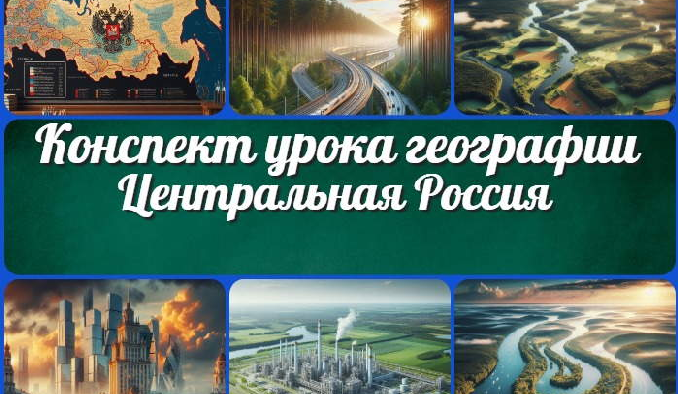 Конспект урока географии
Центральная Россия